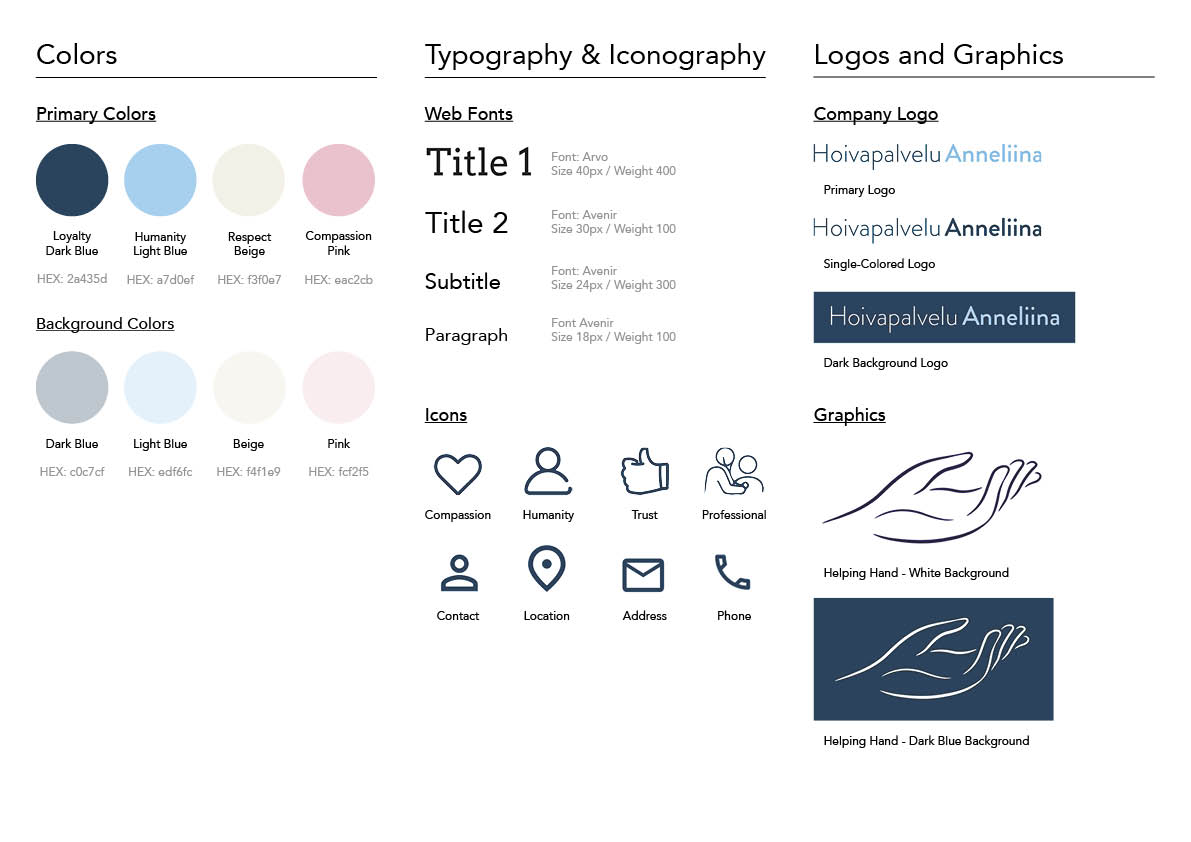 Colors
Primary Colors
Loyalty
Dark Blue
HEX: 2a435d
Humanity
Light Blue
HEX: a7d0ef
Respect
Beige
HEX: f3f0e7
Compassion
Pink
HEX: eac2cb
Background Colors
Dark Blue
HEX: c0c7cf
Light Blue
HEX: edf6fc
Beige
HEX: f4f1e9
Pink
HEX: fcf2f5
Typography & Iconography
Web Fonts
Title 1
Font: Arvo
Size 40px / Weight 400
Title 2
Font: Avenir
Size 30px / Weight 100
Subtitle
Font: Avenir
Size 24px / Weight 300
Paragraph
Font Avenir
Size 18px / Weight 100
Icons
Compassion
Humanity
Trust
Professional
Contact
Location
Address
Phone
Logos and Graphics
Company Logo
Hoivapalvelu Anneliina
Primary Logo
Hoivapalvelu Anneliina
Single-Colored Logo
Hoivapalvelu Anneliina
Dark Background Logo
Graphics
Helping Hand - White Background
Helping Hand - Dark Blue Background